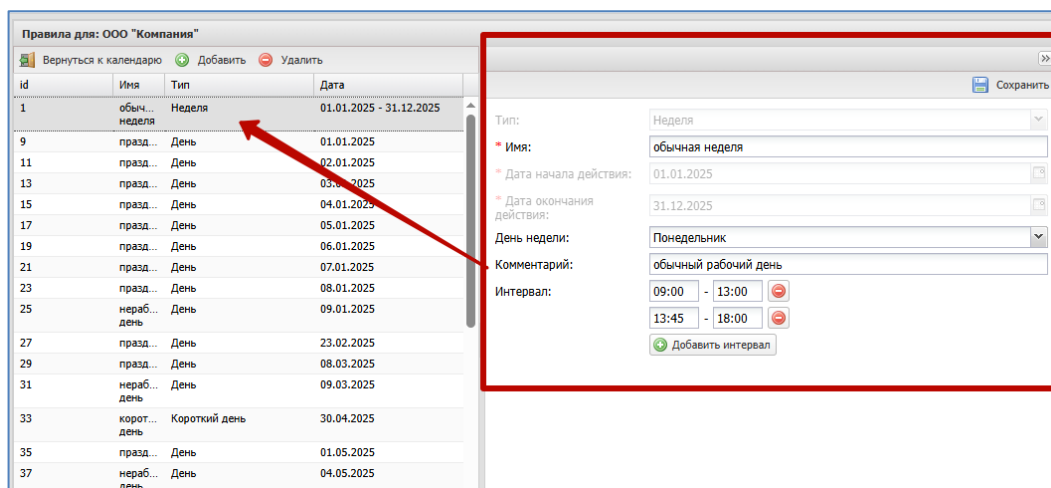 Правила для: ООО "Компания"
Вернуться к календарю Добавить Удалить
id Имя Тип Дата
1 обыч... неделя Неделя 01.01.2025 - 31.12.2025
9 празд... День 01.01.2025
11 празд... День 02.01.2025
13 празд... День 03.01.2025
15 празд... День 04.01.2025
17 празд... День 05.01.2025
19 празд... День 06.01.2025
21 празд... День 07.01.2025
23 празд... День 08.01.2025
25 нераб... день День 09.01.2025
27 празд... День 23.02.2025
29 празд... День 08.03.2025
31 нераб... день День 09.03.2025
33 корот... день Короткий день 30.04.2025
35 празд... День 01.05.2025
37 нераб... день День 04.05.2025
Сохранить
Тип: Неделя
* Имя: обычная неделя
* Дата начала действия: 01.01.2025
* Дата окончания действия: 31.12.2025
День недели: Понедельник
Комментарий: обычный рабочий день
Интервал: 09:00 - 13:00
13:45 - 18:00
Добавить интервал